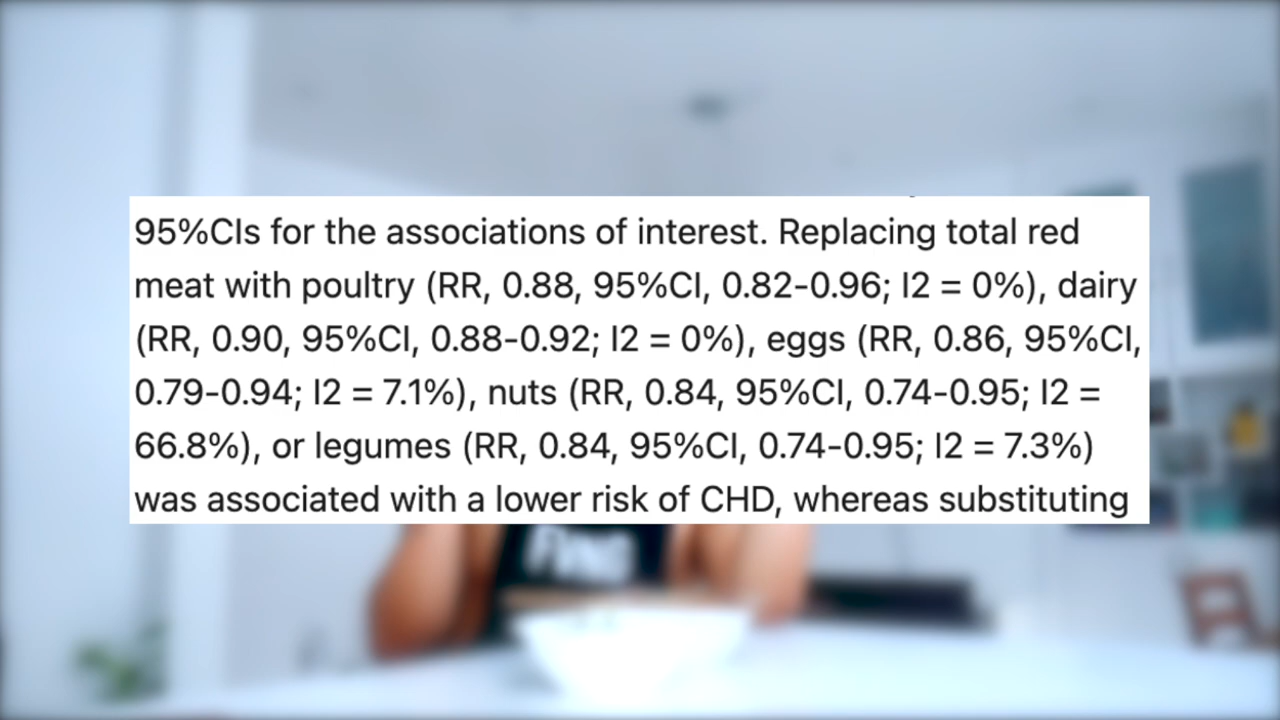 95%CIs for the associations of interest. Replacing total red
meat with poultry (RR, 0.88, 95%CI, 0.82-0.96; I2 = 0%), dairy
(RR, 0.90, 95%CI, 0.88-0.92; I2 = 0%), eggs (RR, 0.86, 95%CI,
0.79-0.94; I2 = 7.1%), nuts (RR, 0.84, 95%CI, 0.74-0.95; I2 =
66.8%), or legumes (RR, 0.84, 95%CI, 0.74-0.95; I2 = 7.3%)
was associated with a lower risk of CHD, whereas substituting